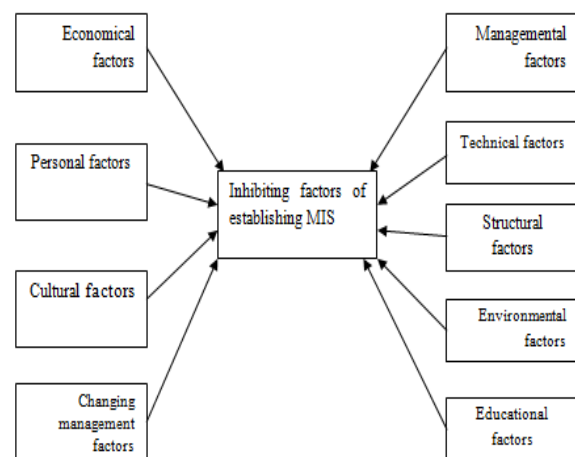 Economical
factors
Personal factors
Cultural factors
Changing
management
factors
Inhibiting factors of
establishing MIS
Managemental
factors
Technical factors
Structural
factors
Environmental
factors
Educational
factors